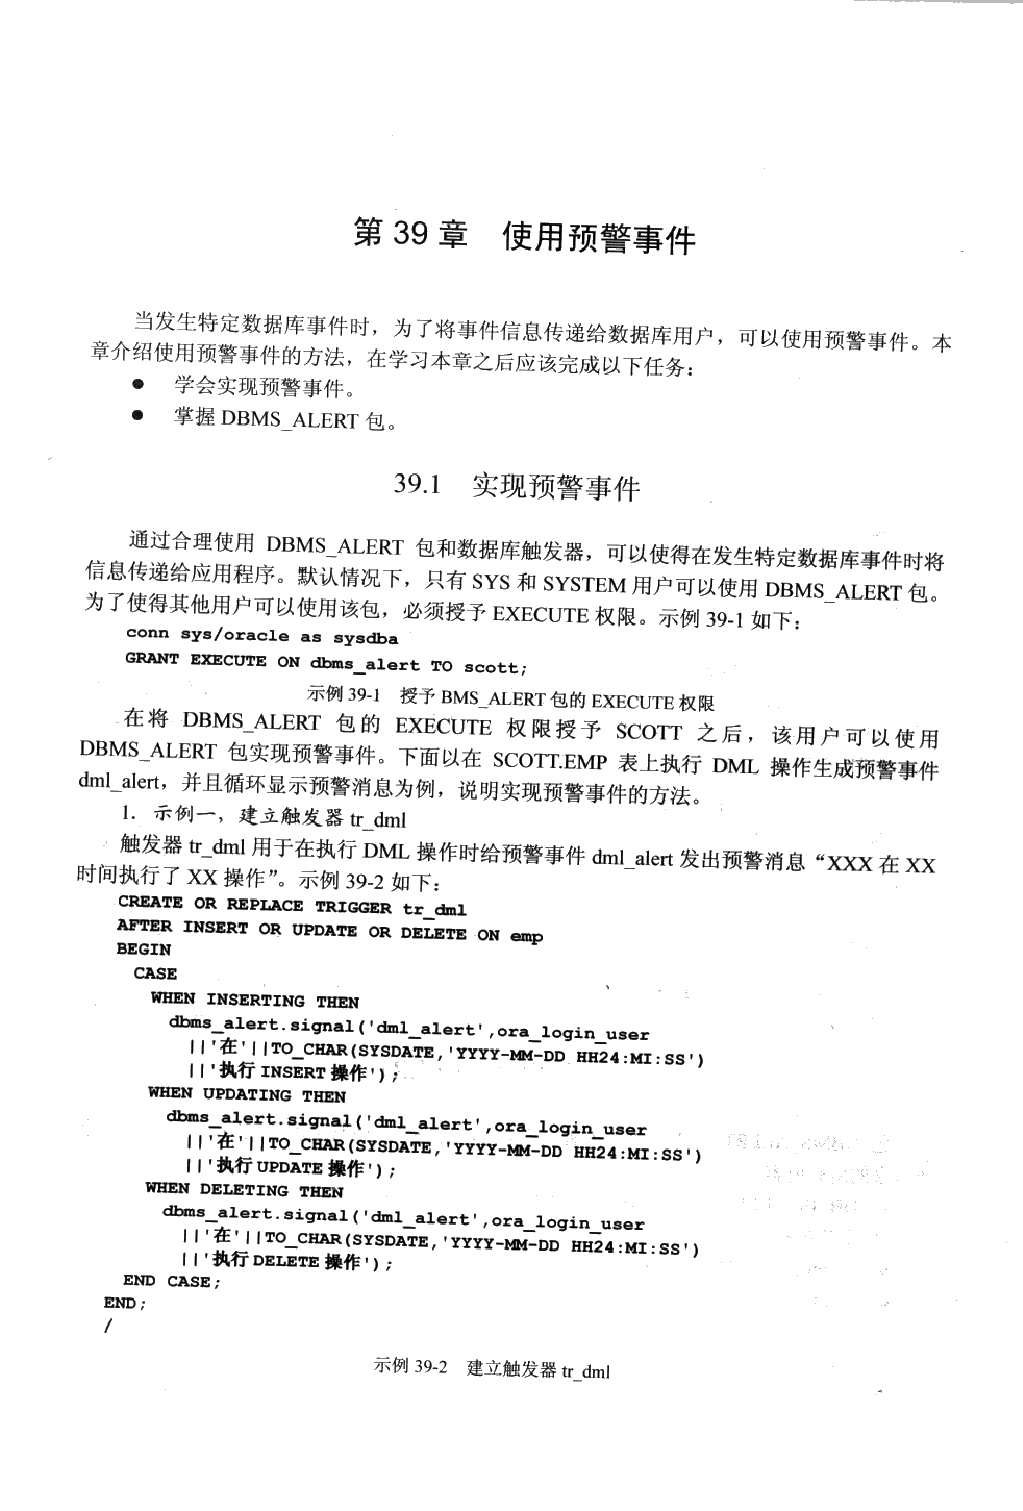 第 39 章　使用预警事件
当发生特定数据库事件时，为了将事件信息传递给数据库用户，可以使用预警事件。本
章介绍使用预警事件的方法，在学习本章之后应该完成以下任务：
● 学会实现预警事件。
● 掌握 DBMS_ALERT 包。
39.1　实现预警事件
通过合理使用 DBMS_ALERT 包和数据库触发器，可以使得在发生特定数据库事件时将
信息传递给应用程序。默认情况下，只有 SYS 和 SYSTEM 用户可以使用 DBMS_ALERT 包。
为了使得其他用户可以使用该包，必须授予 EXECUTE 权限。示例 39-1 如下：
conn sys/oracle as sysdba
GRANT EXECUTE ON dbms_alert TO scott;
示例 39-1　授予 BMS_ALERT 包的 EXECUTE 权限
在将 DBMS_ALERT 包的 EXECUTE 权限授予 SCOTT 之后，该用户可以使用
DBMS_ALERT 包实现预警事件。下面以在 SCOTT.EMP 表上执行 DML 操作生成预警事件
dml_alert，并且循环显示预警消息为例，说明实现预警事件的方法。
1．示例一，建立触发器 tr_dml
触发器 tr_dml 用于在执行 DML 操作时给预警事件 dml_alert 发出预警消息“XXX 在 XX
时间执行了 XX 操作”。示例 39-2 如下：
CREATE OR REPLACE TRIGGER tr_dml
AFTER INSERT OR UPDATE OR DELETE ON emp
BEGIN
CASE
WHEN INSERTING THEN
dbms_alert.signal('dml_alert',ora_login_user
||'在'||TO_CHAR(SYSDATE,'YYYY-MM-DD HH24:MI:SS')
||'执行 INSERT 操作');
WHEN UPDATING THEN
dbms_alert.signal('dml_alert',ora_login_user
||'在'||TO_CHAR(SYSDATE,'YYYY-MM-DD HH24:MI:SS')
||'执行 UPDATE 操作');
WHEN DELETING THEN
dbms_alert.signal('dml_alert',ora_login_user
||'在'||TO_CHAR(SYSDATE,'YYYY-MM-DD HH24:MI:SS')
||'执行 DELETE 操作');
END CASE;
END;
/
示例 39-2　建立触发器 tr_dml